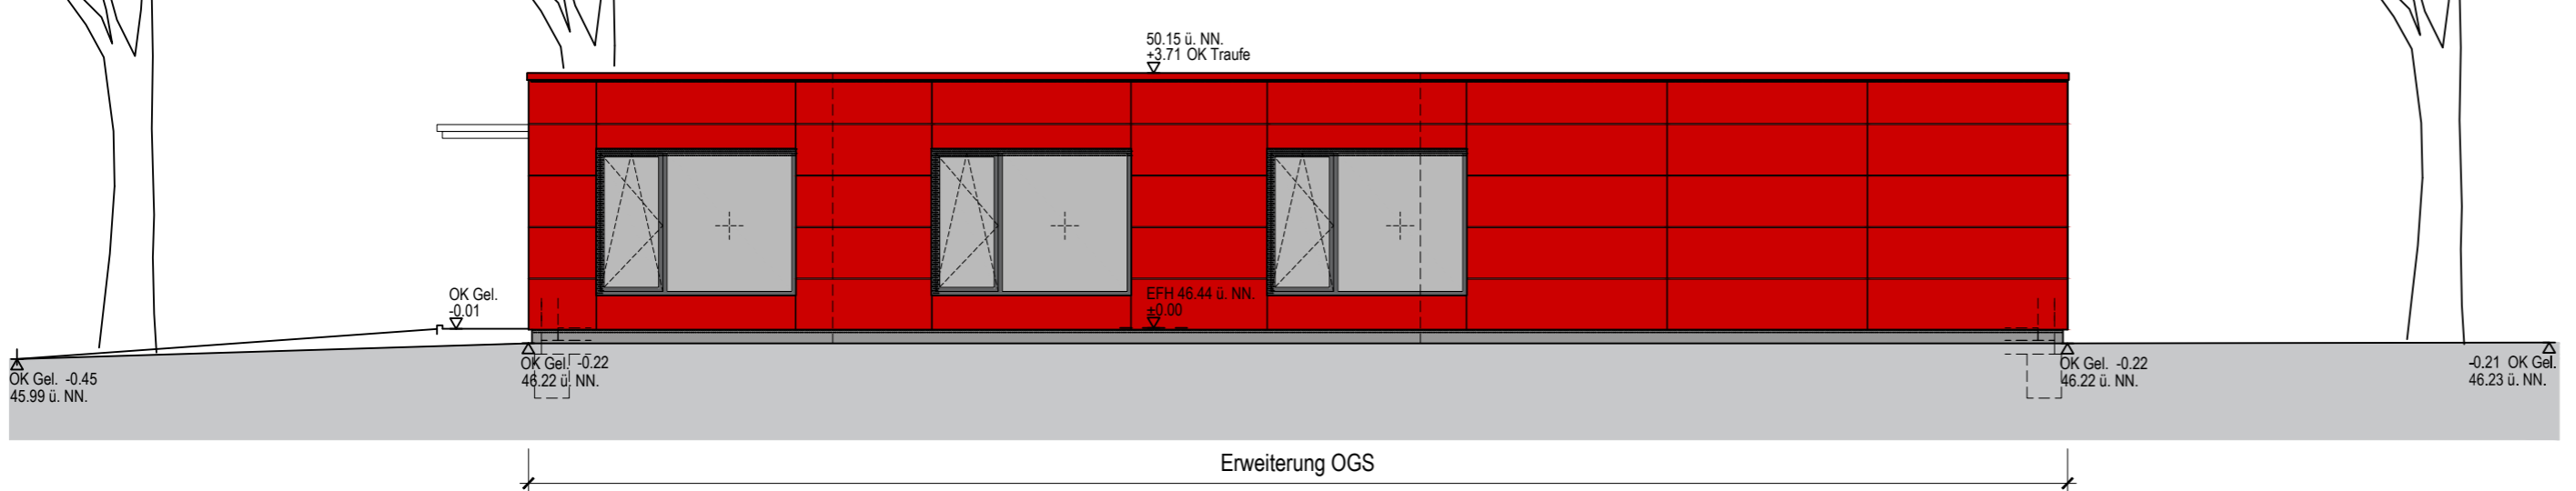 50.15 ü. NN.
+3.71 OK Traufe
OK Gel.
-0.01
EFH 46.44 ü. NN.
±0.00
OK Gel. -0.45
45.99 ü. NN.
OK Gel. -0.22
46.22 ü. NN.
OK Gel. -0.22
46.22 ü. NN.
-0.21 OK Gel.
46.23 ü. NN.
Erweiterung OGS